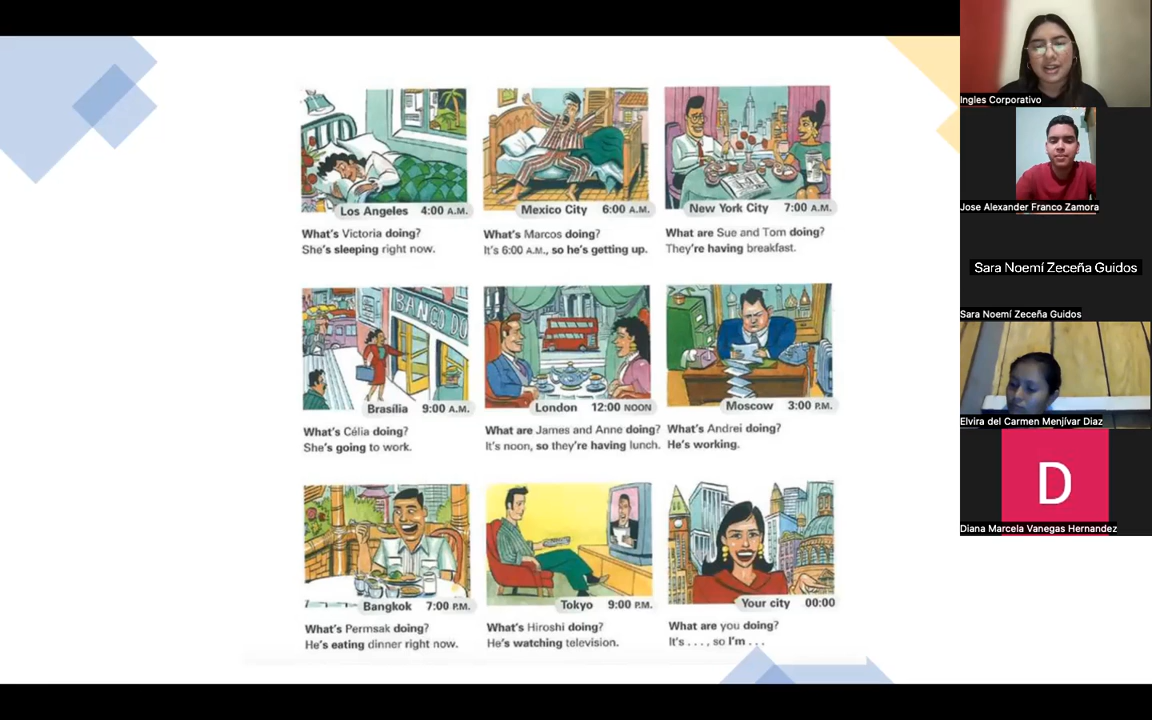 Los Angeles 4:00 A.M.
What's Victoria doing?
She's sleeping right now.
Mexico City 6:00 A.M.
What's Marcos doing?
It's 6:00 A.M., so he's getting up.
New York City 7:00 A.M.
What are Sue and Tom doing?
They're having breakfast.
BANCO DU
Brasília 9:00 A.M.
What's Célia doing?
She's going to work.
London 12:00 NOON
What are James and Anne doing?
It's noon, so they're having lunch.
Moscow 3:00 P.M.
What's Andrei doing?
He's working.
Bangkok 7:00 P.M.
What's Permsak doing?
He's eating dinner right now.
Tokyo 9:00 P.M.
What's Hiroshi doing?
He's watching television.
Your city 00:00
What are you doing?
It's . . . , so I'm . . .
Ingles Corporativo
Jose Alexander Franco Zamora
Sara Noemí Zeceña Guidos
Sara Noemí Zeceña Guidos
Elvira del Carmen Menjívar Diaz
D
Diana Marcela Vanegas Hernandez